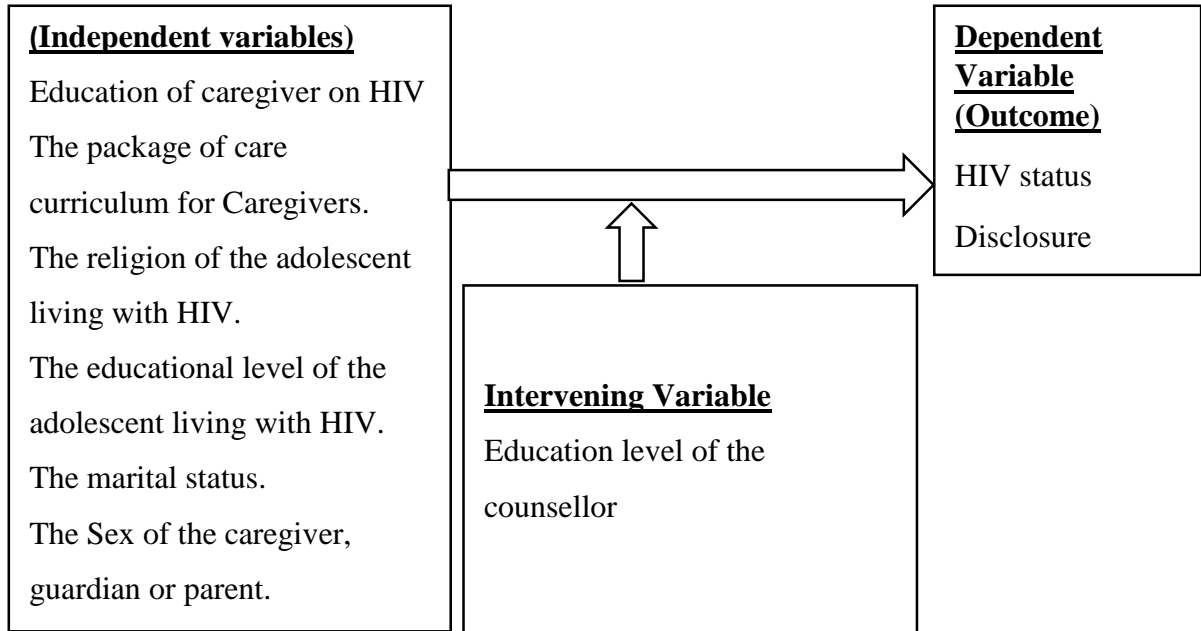 (Independent variables)
Education of caregiver on HIV
The package of care
curriculum for Caregivers.
The religion of the adolescent
living with HIV.
The educational level of the
adolescent living with HIV.
The marital status.
The Sex of the caregiver,
guardian or parent.
Intervening Variable
Education level of the
counsellor
Dependent
Variable
(Outcome)
HIV status
Disclosure